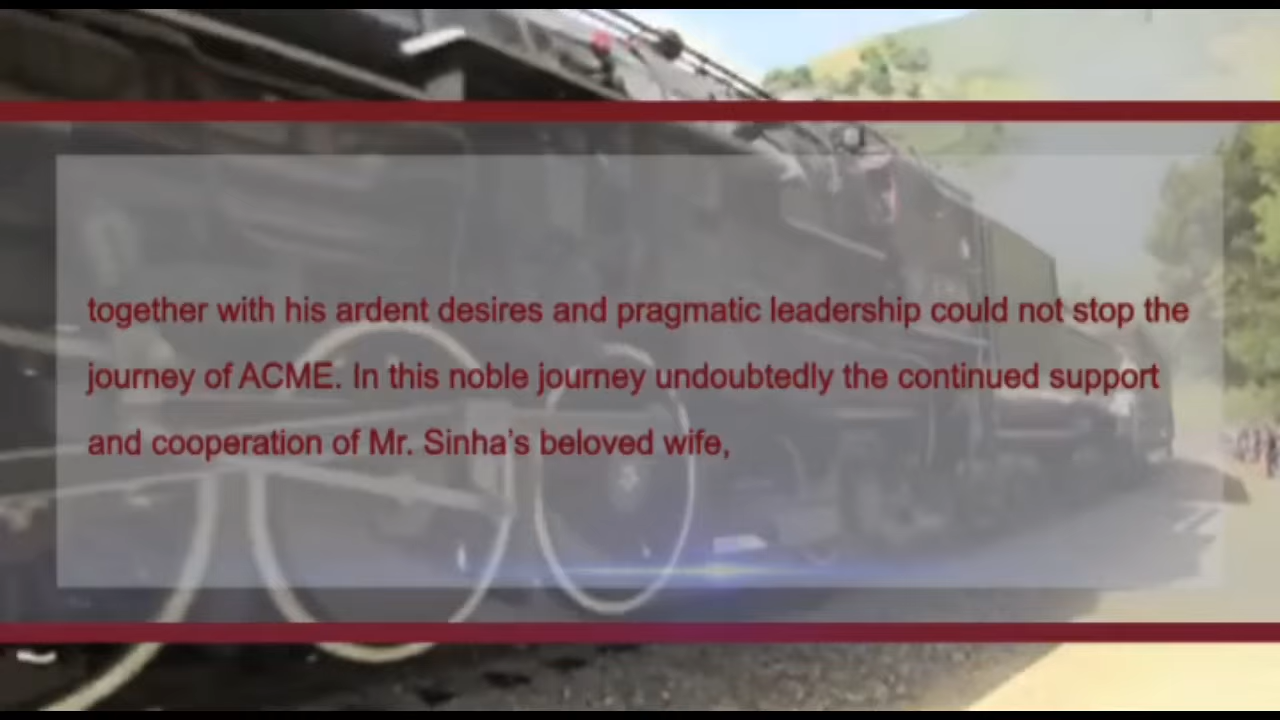 together with his ardent desires and pragmatic leadership could not stop the
journey of ACME. In this noble journey undoubtedly the continued support
and cooperation of Mr. Sinha’s beloved wife,